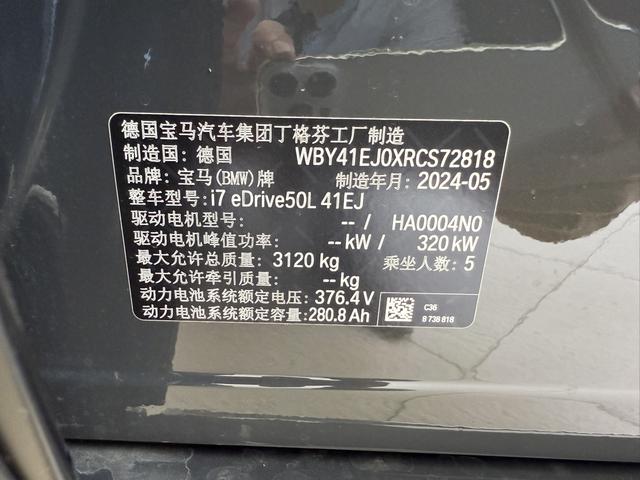 德国宝马汽车集团丁格芬工厂制造
制造国: 德国 WBY41EJ0XRCS72818
品牌: 宝马(BMW)牌 制造年月: 2024-05
整车型号: i7 eDrive50L 41EJ
驱动电机型号: -- / HA0004N0
驱动电机峰值功率: -- kW / 320 kW
最大允许总质量: 3120 kg 乘坐人数: 5
最大允许牵引质量: -- kg
动力电池系统额定电压: 376.4 V
动力电池系统额定容量: 280.8 Ah
C36
8 738 818